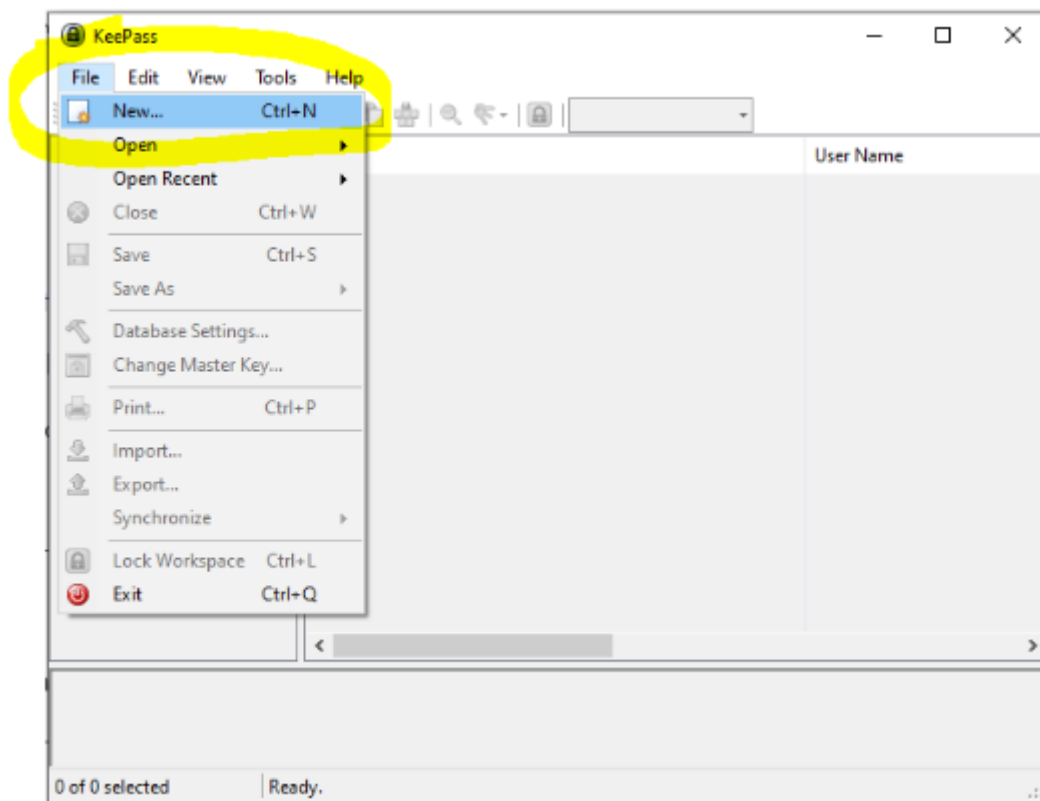 KeePass
File Edit View Tools Help
New... Ctrl+N
Open
User Name
Open Recent
Close Ctrl+W
Save Ctrl+S
Save As
Database Settings...
Change Master Key...
Print... Ctrl+P
Import...
Export...
Synchronize
Lock Workspace Ctrl+L
Exit Ctrl+Q
0 of 0 selected Ready.